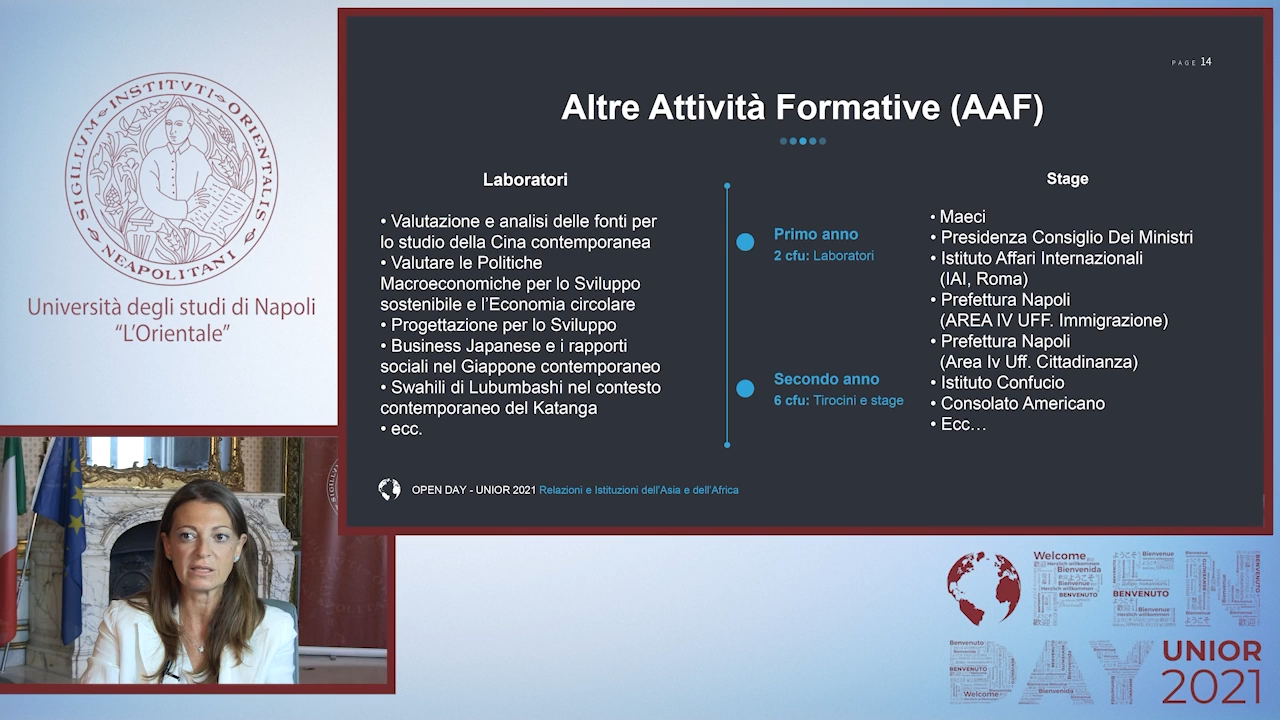 SIGILLVM INSTITVTI ORIENTALIS NEAPOLITANI
Università degli studi di Napoli
“L’Orientale”
PAGE 14
Altre Attività Formative (AAF)
Laboratori
• Valutazione e analisi delle fonti per
lo studio della Cina contemporanea
• Valutare le Politiche
Macroeconomiche per lo Sviluppo
sostenibile e l’Economia circolare
• Progettazione per lo Sviluppo
• Business Japanese e i rapporti
sociali nel Giappone contemporaneo
• Swahili di Lubumbashi nel contesto
contemporaneo del Katanga
• ecc.
Primo anno
2 cfu: Laboratori
Secondo anno
6 cfu: Tirocini e stage
Stage
• Maeci
• Presidenza Consiglio Dei Ministri
• Istituto Affari Internazionali
(IAI, Roma)
• Prefettura Napoli
(AREA IV UFF. Immigrazione)
• Prefettura Napoli
(Area Iv Uff. Cittadinanza)
• Istituto Confucio
• Consolato Americano
• Ecc…
OPEN DAY - UNIOR 2021 Relazioni e Istituzioni dell’Asia e dell’Africa
OPEN
Welcome
Bienvenue
Bienvenida
BENVENUTO
DAY
Benvenuto
Welcome
UNIOR
2021